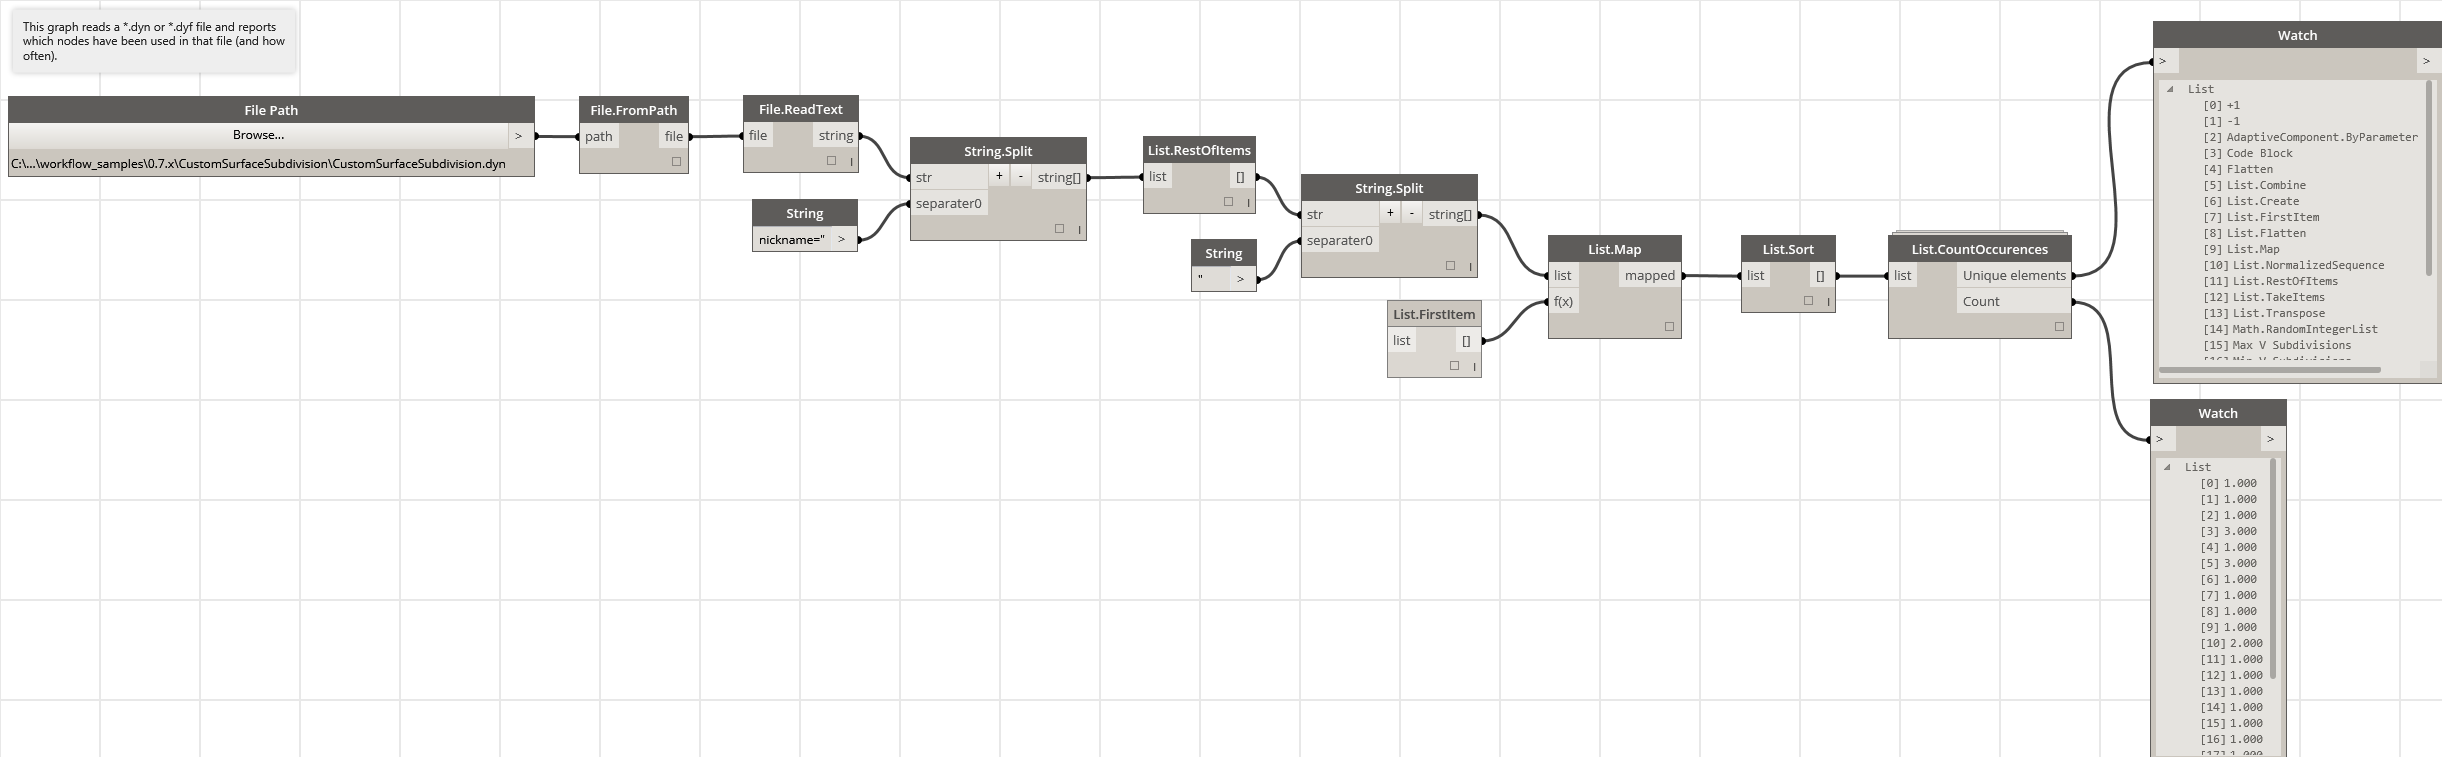 This graph reads a *.dyn or *.dyf file and reports
which nodes have been used in that file (and how
often).
File Path
Browse...
>
C:\...\workflow_samples\0.7.x\CustomSurfaceSubdivision\CustomSurfaceSubdivision.dyn
File.FromPath
path file
File.ReadText
file string
String
nickname=" >
String.Split
str + - string[]
separater0
List.RestOfItems
list []
String
" >
String.Split
str + - string[]
separater0
List.FirstItem
list []
List.Map
list mapped
f(x)
List.Sort
list []
List.CountOccurences
list Unique elements
Count
Watch
> >
List
[0] +1
[1] -1
[2] AdaptiveComponent.ByParameter
[3] Code Block
[4] Flatten
[5] List.Combine
[6] List.Create
[7] List.FirstItem
[8] List.Flatten
[9] List.Map
[10] List.NormalizedSequence
[11] List.RestOfItems
[12] List.TakeItems
[13] List.Transpose
[14] Math.RandomIntegerList
[15] Max V Subdivisions
[16] Min V Subdivisions
Watch
> >
List
[0] 1.000
[1] 1.000
[2] 1.000
[3] 3.000
[4] 1.000
[5] 3.000
[6] 1.000
[7] 1.000
[8] 1.000
[9] 1.000
[10] 2.000
[11] 1.000
[12] 1.000
[13] 1.000
[14] 1.000
[15] 1.000
[16] 1.000
[17] 1.000